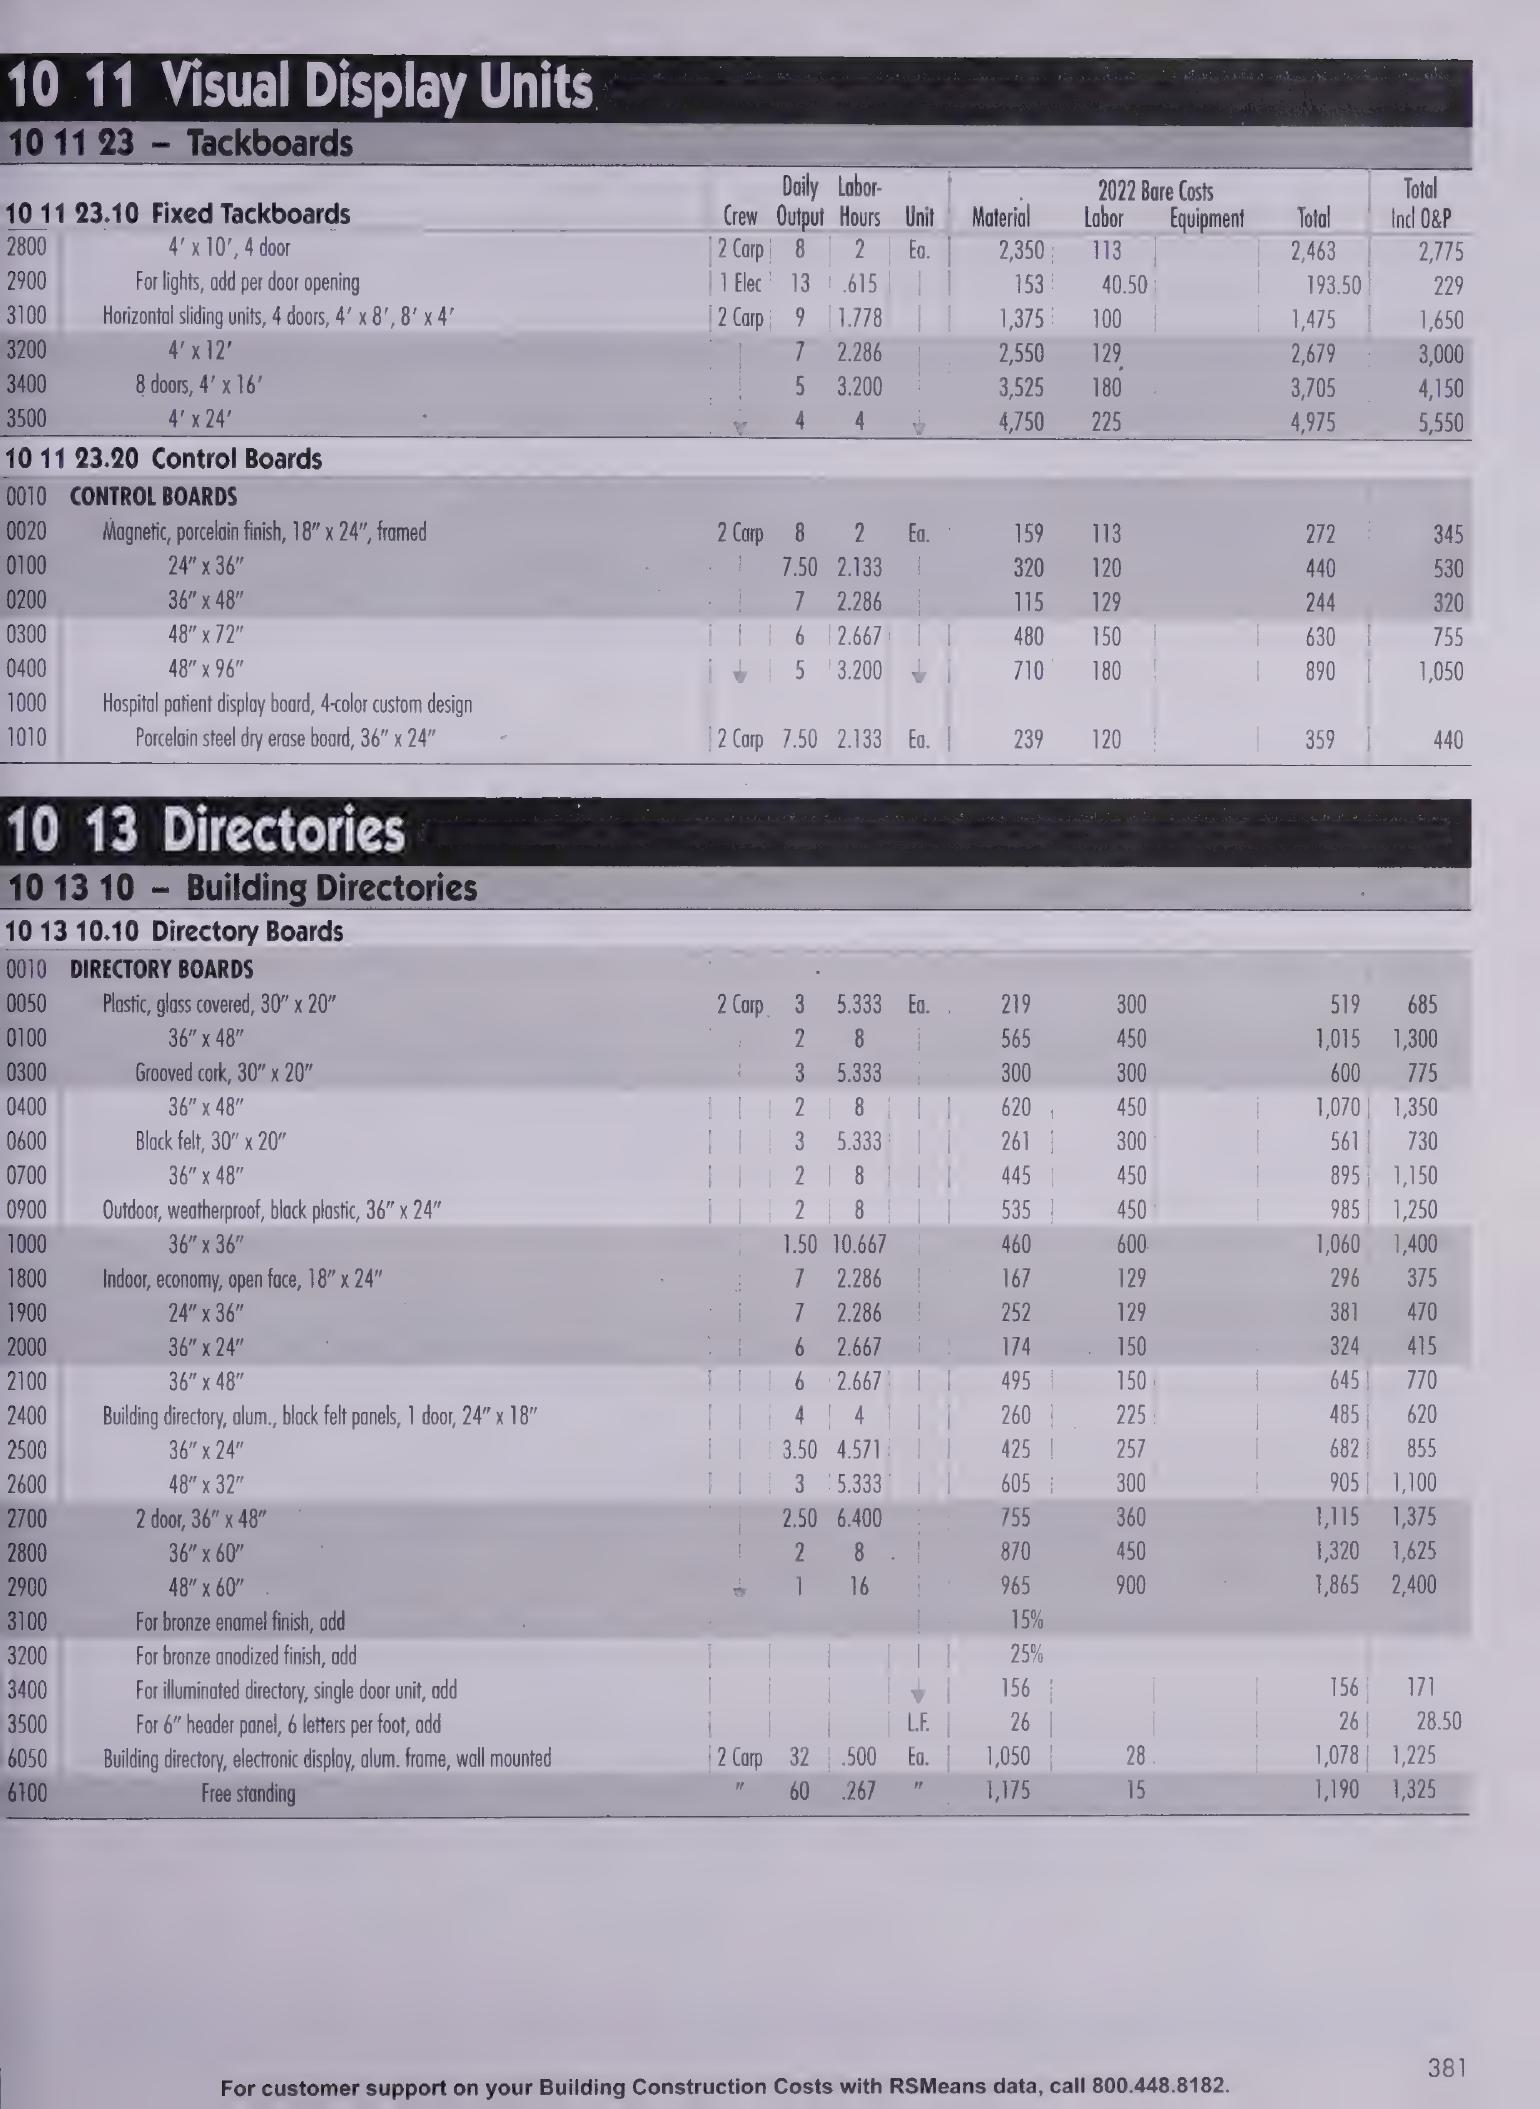 10 11 Visual Display Units
10 11 23 – Tackboards
Daily Labor- 2022 Bare Costs Total
10 11 23.10 Fixed Tackboards Crew Output Hours Unit Material Labor Equipment Total Incl O&P
2800 4' x 10', 4 door 2 Carp 8 2 Ea. 2,350 113 2,463 2,775
2900 For lights, add per door opening 1 Elec 13 .615 153 40.50 193.50 229
3100 Horizontal sliding units, 4 doors, 4' x 8', 8' x 4' 2 Carp 9 1.778 1,375 100 1,475 1,650
3200 4' x 12' 7 2.286 2,550 129 2,679 3,000
3400 8 doors, 4' x 16' 5 3.200 3,525 180 3,705 4,150
3500 4' x 24' 4 4 4,750 225 4,975 5,550
10 11 23.20 Control Boards
0010 CONTROL BOARDS
0020 Magnetic, porcelain finish, 18" x 24", framed 2 Carp 8 2 Ea. 159 113 272 345
0100 24" x 36" 7.50 2.133 320 120 440 530
0200 36" x 48" 7 2.286 115 129 244 320
0300 48" x 72" 6 2.667 480 150 630 755
0400 48" x 96" 5 3.200 710 180 890 1,050
1000 Hospital patient display board, 4-color custom design
1010 Porcelain steel dry erase board, 36" x 24" 2 Carp 7.50 2.133 Ea. 239 120 359 440
10 13 Directories
10 13 10 – Building Directories
10 13 10.10 Directory Boards
0010 DIRECTORY BOARDS
0050 Plastic, glass covered, 30" x 20" 2 Carp 3 5.333 Ea. 219 300 519 685
0100 36" x 48" 2 8 565 450 1,015 1,300
0300 Grooved cork, 30" x 20" 3 5.333 300 300 600 775
0400 36" x 48" 2 8 620 450 1,070 1,350
0600 Black felt, 30" x 20" 3 5.333 261 300 561 730
0700 36" x 48" 2 8 445 450 895 1,150
0900 Outdoor, weatherproof, black plastic, 36" x 24" 2 8 535 450 985 1,250
1000 36" x 36" 1.50 10.667 460 600 1,060 1,400
1800 Indoor, economy, open face, 18" x 24" 7 2.286 167 129 296 375
1900 24" x 36" 7 2.286 252 129 381 470
2000 36" x 24" 6 2.667 174 150 324 415
2100 36" x 48" 6 2.667 495 150 645 770
2400 Building directory, alum., black felt panels, 1 door, 24" x 18" 4 4 260 225 485 620
2500 36" x 24" 3.50 4.571 425 257 682 855
2600 48" x 32" 3 5.333 605 300 905 1,100
2700 2 door, 36" x 48" 2.50 6.400 755 360 1,115 1,375
2800 36" x 60" 2 8 870 450 1,320 1,625
2900 48" x 60" 1 16 965 900 1,865 2,400
3100 For bronze enamel finish, add 15%
3200 For bronze anodized finish, add 25%
3400 For illuminated directory, single door unit, add 156 156 171
3500 For 6" header panel, 6 letters per foot, add L.F. 26 26 28.50
6050 Building directory, electronic display, alum. frame, wall mounted 2 Carp 32 .500 Ea. 1,050 28 1,078 1,225
6100 Free standing " 60 .267 " 1,175 15 1,190 1,325
381
For customer support on your Building Construction Costs with RSMeans data, call 800.448.8182.